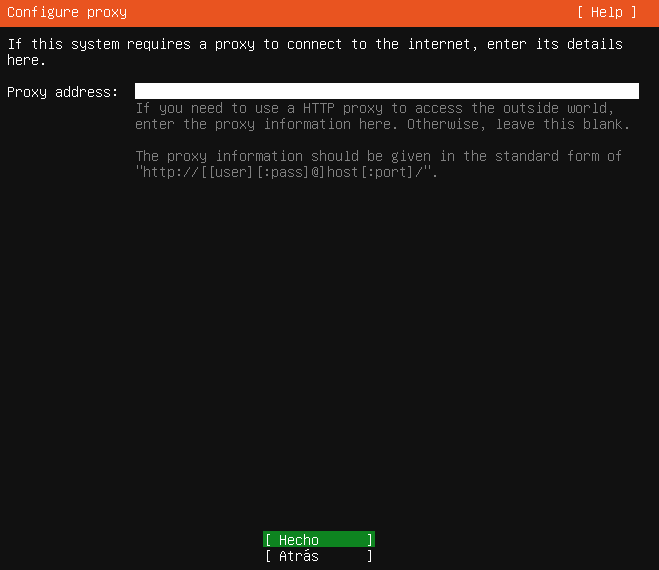 Configure proxy [ Help ]
If this system requires a proxy to connect to the internet, enter its details
here.
Proxy address:
If you need to use a HTTP proxy to access the outside world,
enter the proxy information here. Otherwise, leave this blank.
The proxy information should be given in the standard form of
"http://[[user][:pass]@]host[:port]/".
[ Hecho ]
[ Atrás ]